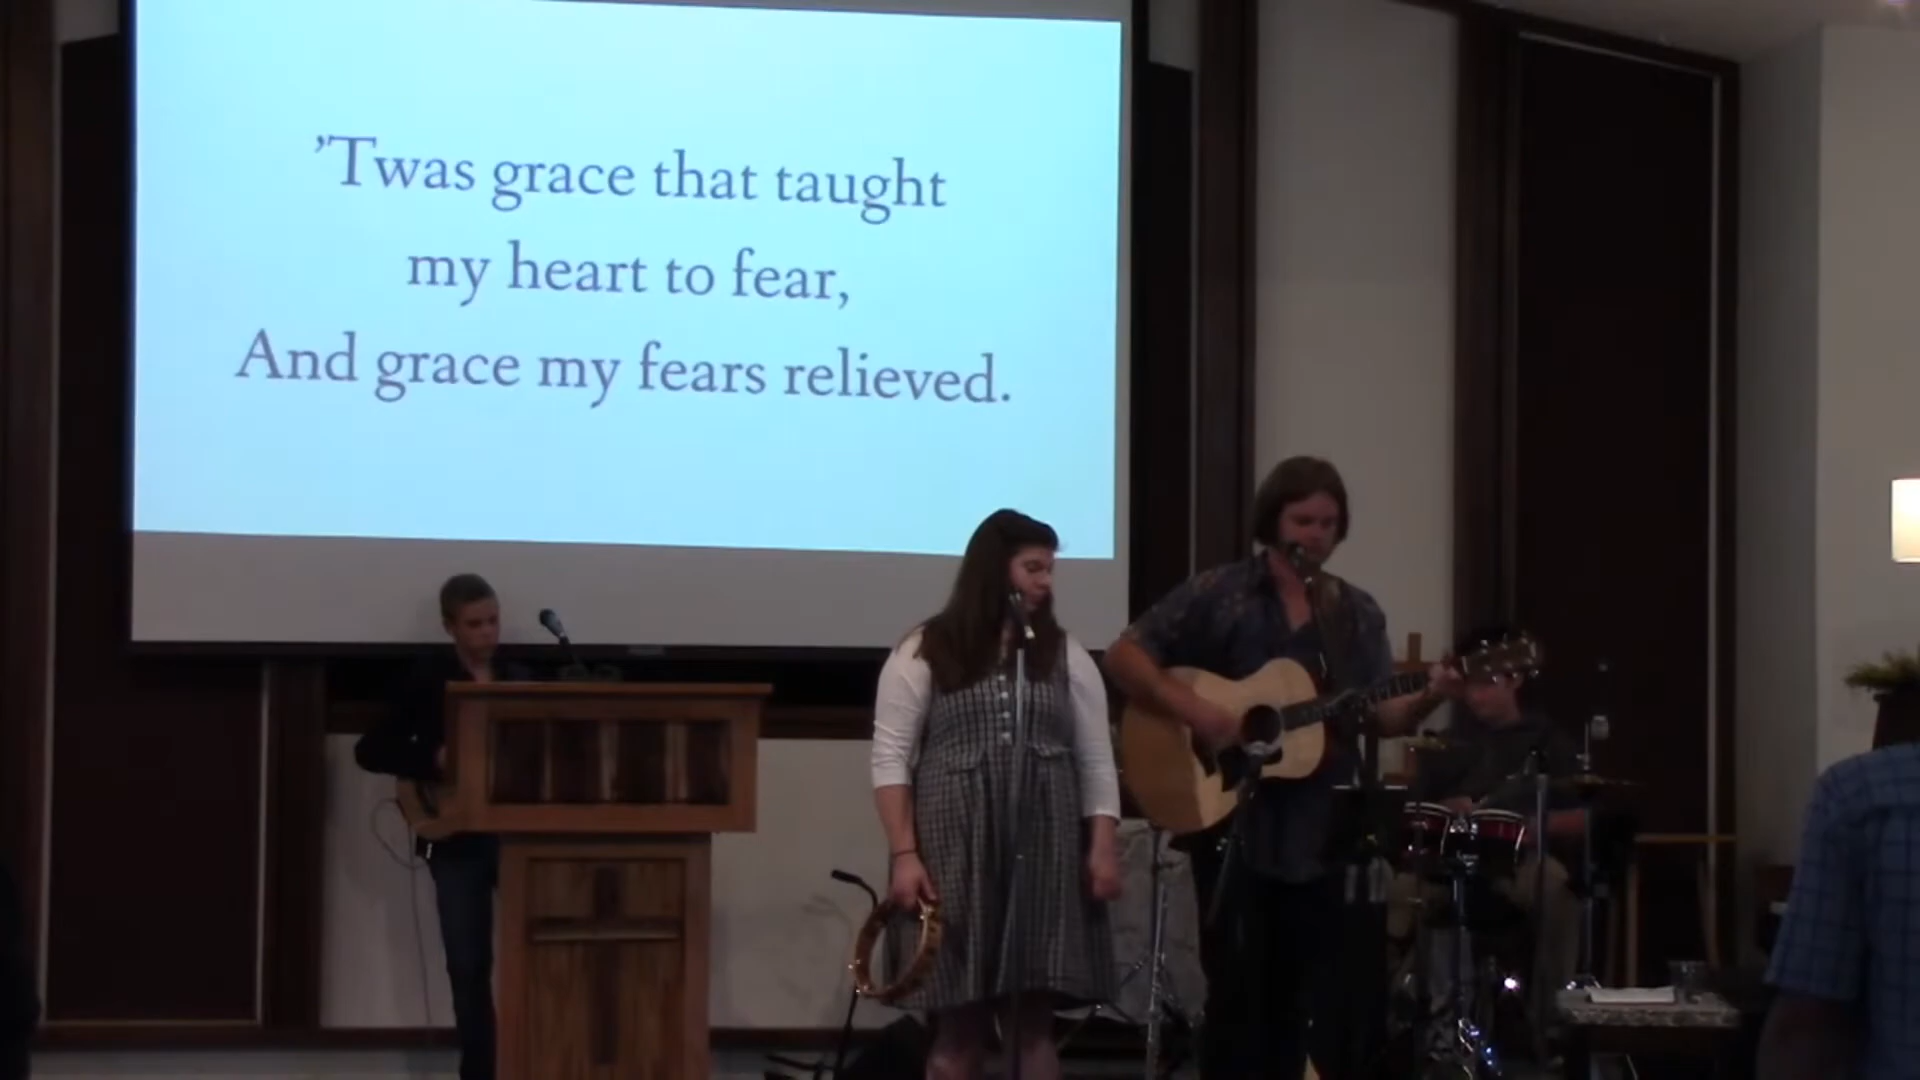 ’Twas grace that taught
my heart to fear,
And grace my fears relieved.